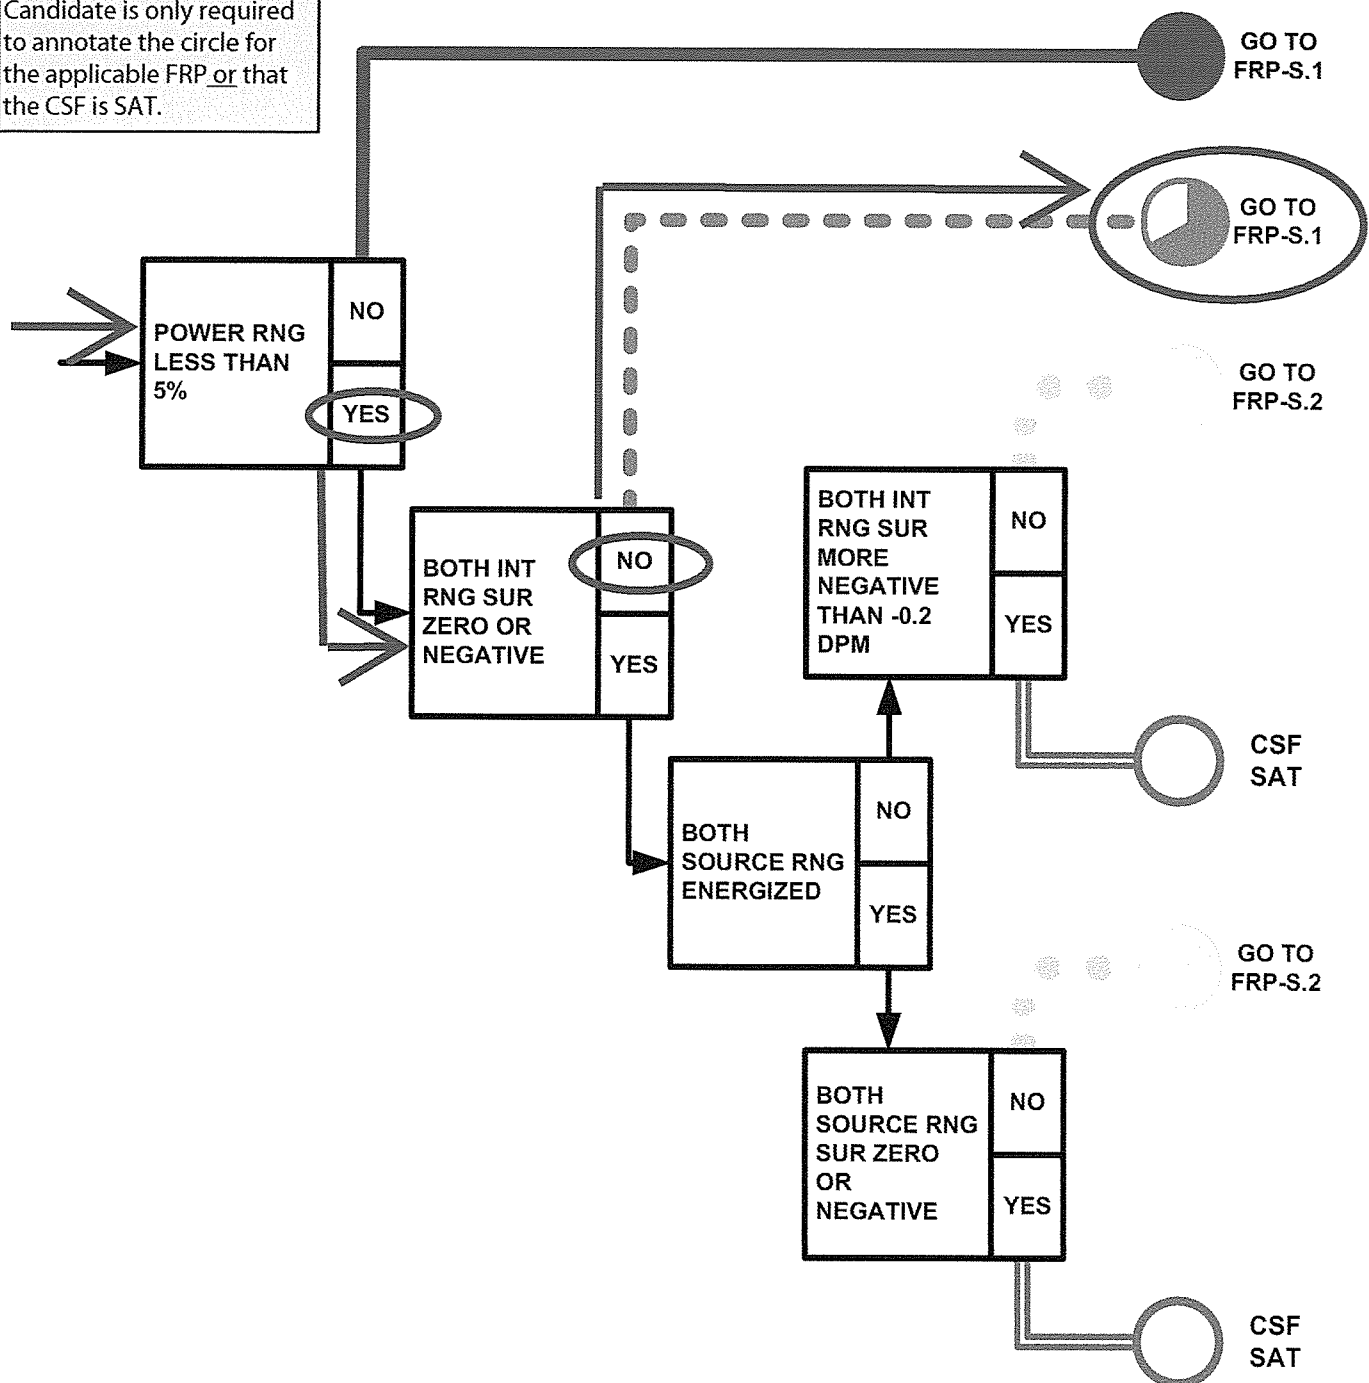 Candidate is only required
to annotate the circle for
the applicable FRP or that
the CSF is SAT.
GO TO
FRP-S.1
GO TO
FRP-S.1
POWER RNG
LESS THAN
5%
NO
YES
GO TO
FRP-S.2
BOTH INT
RNG SUR
ZERO OR
NEGATIVE
NO
YES
BOTH INT
RNG SUR
MORE
NEGATIVE
THAN -0.2
DPM
NO
YES
CSF
SAT
BOTH
SOURCE RNG
ENERGIZED
NO
YES
GO TO
FRP-S.2
BOTH
SOURCE RNG
SUR ZERO
OR
NEGATIVE
NO
YES
CSF
SAT